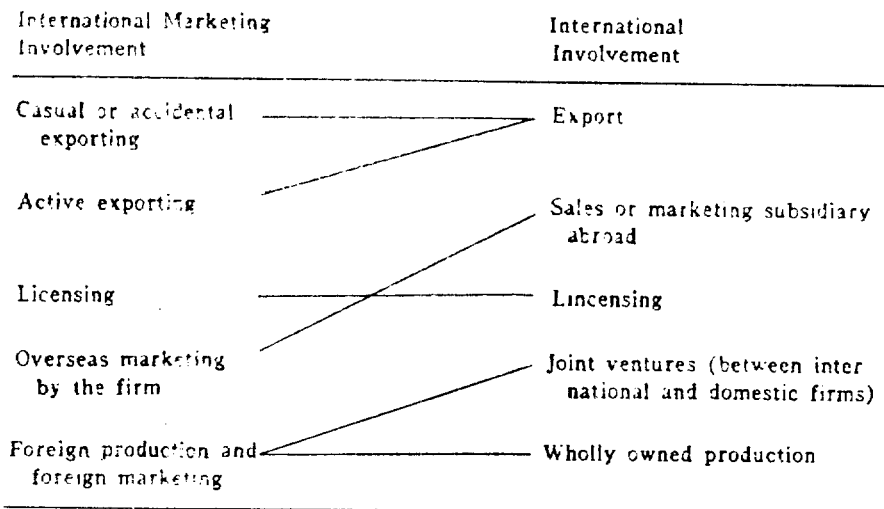 International Marketing
Involvement
International
Involvement
Casual or accidental
exporting
Export
Active exporting
Sales or marketing subsidiary
abroad
Licensing
Lincensing
Overseas marketing
by the firm
Joint ventures (between inter
national and domestic firms)
Foreign production and
foreign marketing
Wholly owned production